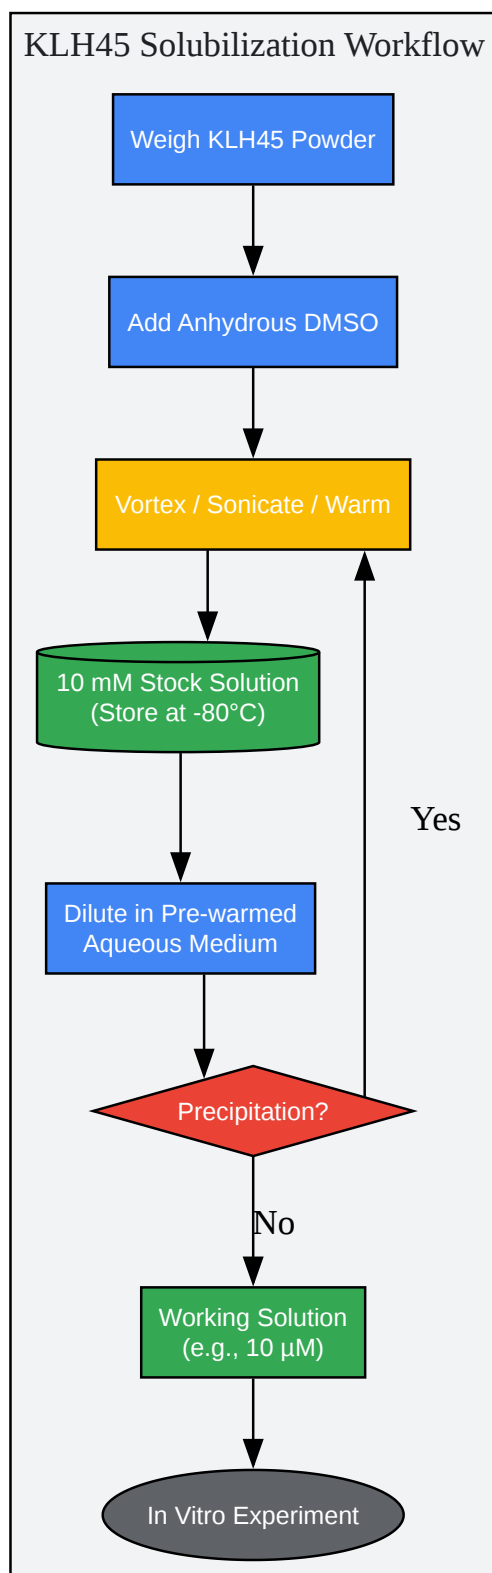 KLH45 Solubilization Workflow
Weigh KLH45 Powder
Add Anhydrous DMSO
Vortex / Sonicate / Warm
10 mM Stock Solution
(Store at -80°C)
Yes
Dilute in Pre-warmed
Aqueous Medium
Precipitation?
No
Working Solution
(e.g., 10 µM)
In Vitro Experiment